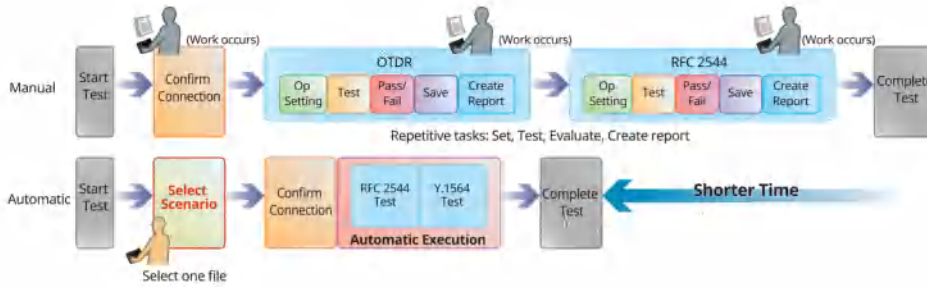 (Work occurs)
(Work occurs)
(Work occurs)
Manual
Start
Test
Confirm
Connection
OTDR
Op
Setting
Test
Pass/
Fail
Save
Create
Report
RFC 2544
Op
Setting
Test
Pass/
Fail
Save
Create
Report
Complete
Test
Repetitive tasks: Set, Test, Evaluate, Create report
Automatic
Start
Test
Select
Scenario
Confirm
Connection
RFC 2544
Test
Y.1564
Test
Automatic Execution
Complete
Test
Shorter Time
Select one file